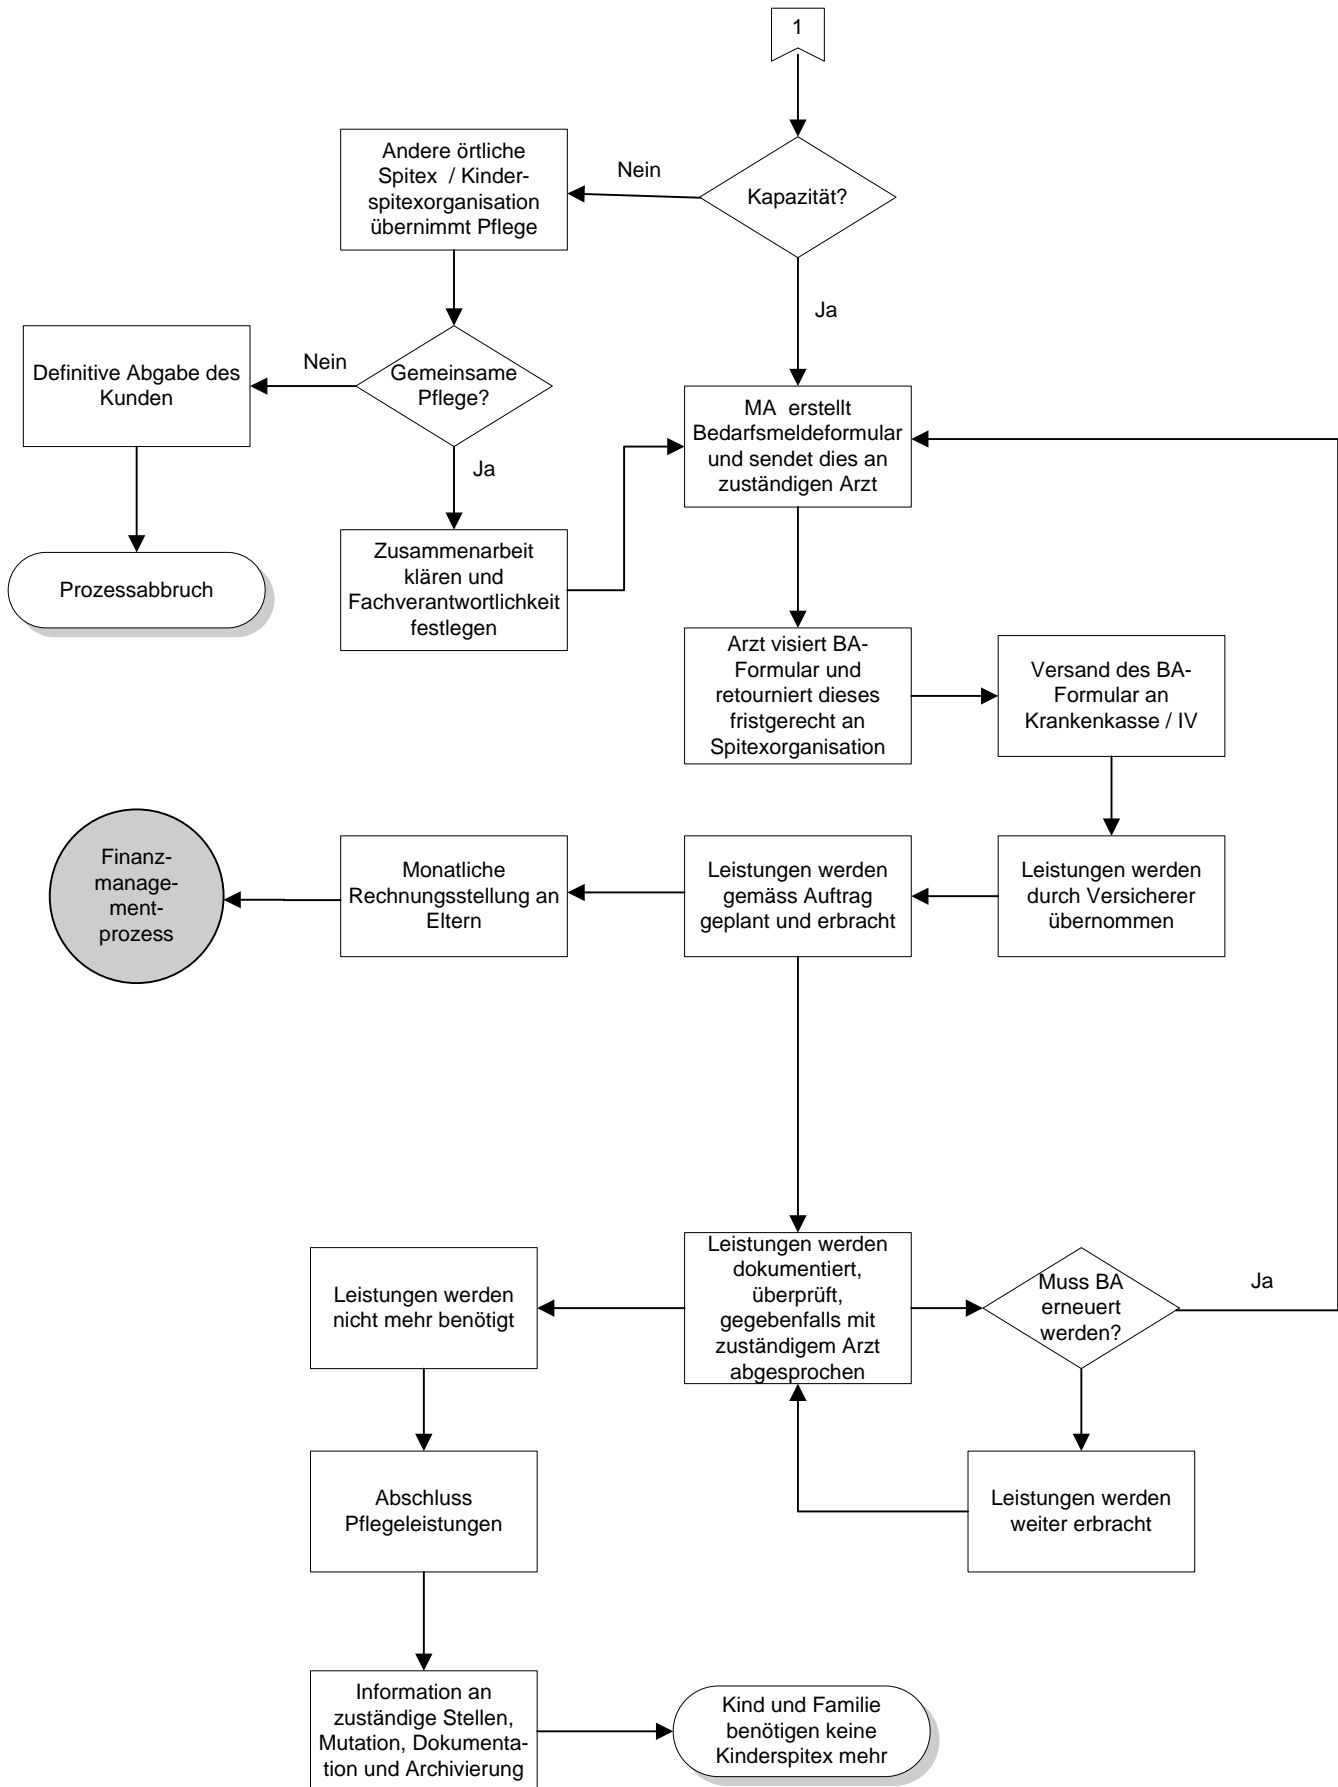 1
Kapazität?
Nein
Andere örtliche
Spitex / Kinder-
spitexorganisation
übernimmt Pflege
Ja
Gemeinsame
Pflege?
Nein
Definitive Abgabe des
Kunden
Prozessabbruch
Ja
Zusammenarbeit
klären und
Fachverantwortlichkeit
festlegen
MA erstellt
Bedarfsmeldeformular
und sendet dies an
zuständigen Arzt
Arzt visiert BA-
Formular und
retourniert dieses
fristgerecht an
Spitexorganisation
Versand des BA-
Formular an
Krankenkasse / IV
Leistungen werden
durch Versicherer
übernommen
Leistungen werden
gemäss Auftrag
geplant und erbracht
Monatliche
Rechnungsstellung an
Eltern
Finanz-
manage-
ment-
prozess
Leistungen werden
dokumentiert,
überprüft,
gegebenfalls mit
zuständigem Arzt
abgesprochen
Muss BA
erneuert
werden?
Ja
Leistungen werden
weiter erbracht
Leistungen werden
nicht mehr benötigt
Abschluss
Pflegeleistungen
Information an
zuständige Stellen,
Mutation, Dokumenta-
tion und Archivierung
Kind und Familie
benötigen keine
Kinderspitex mehr